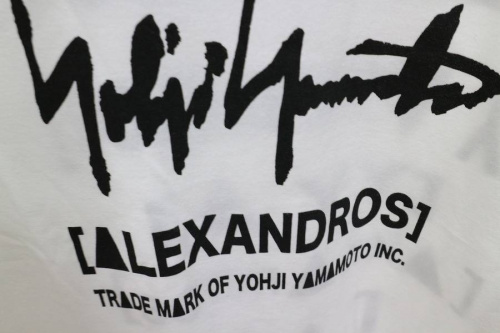 Yohji Yamamoto
[ALEXANDROS]
TRADE MARK OF YOHJI YAMAMOTO INC.